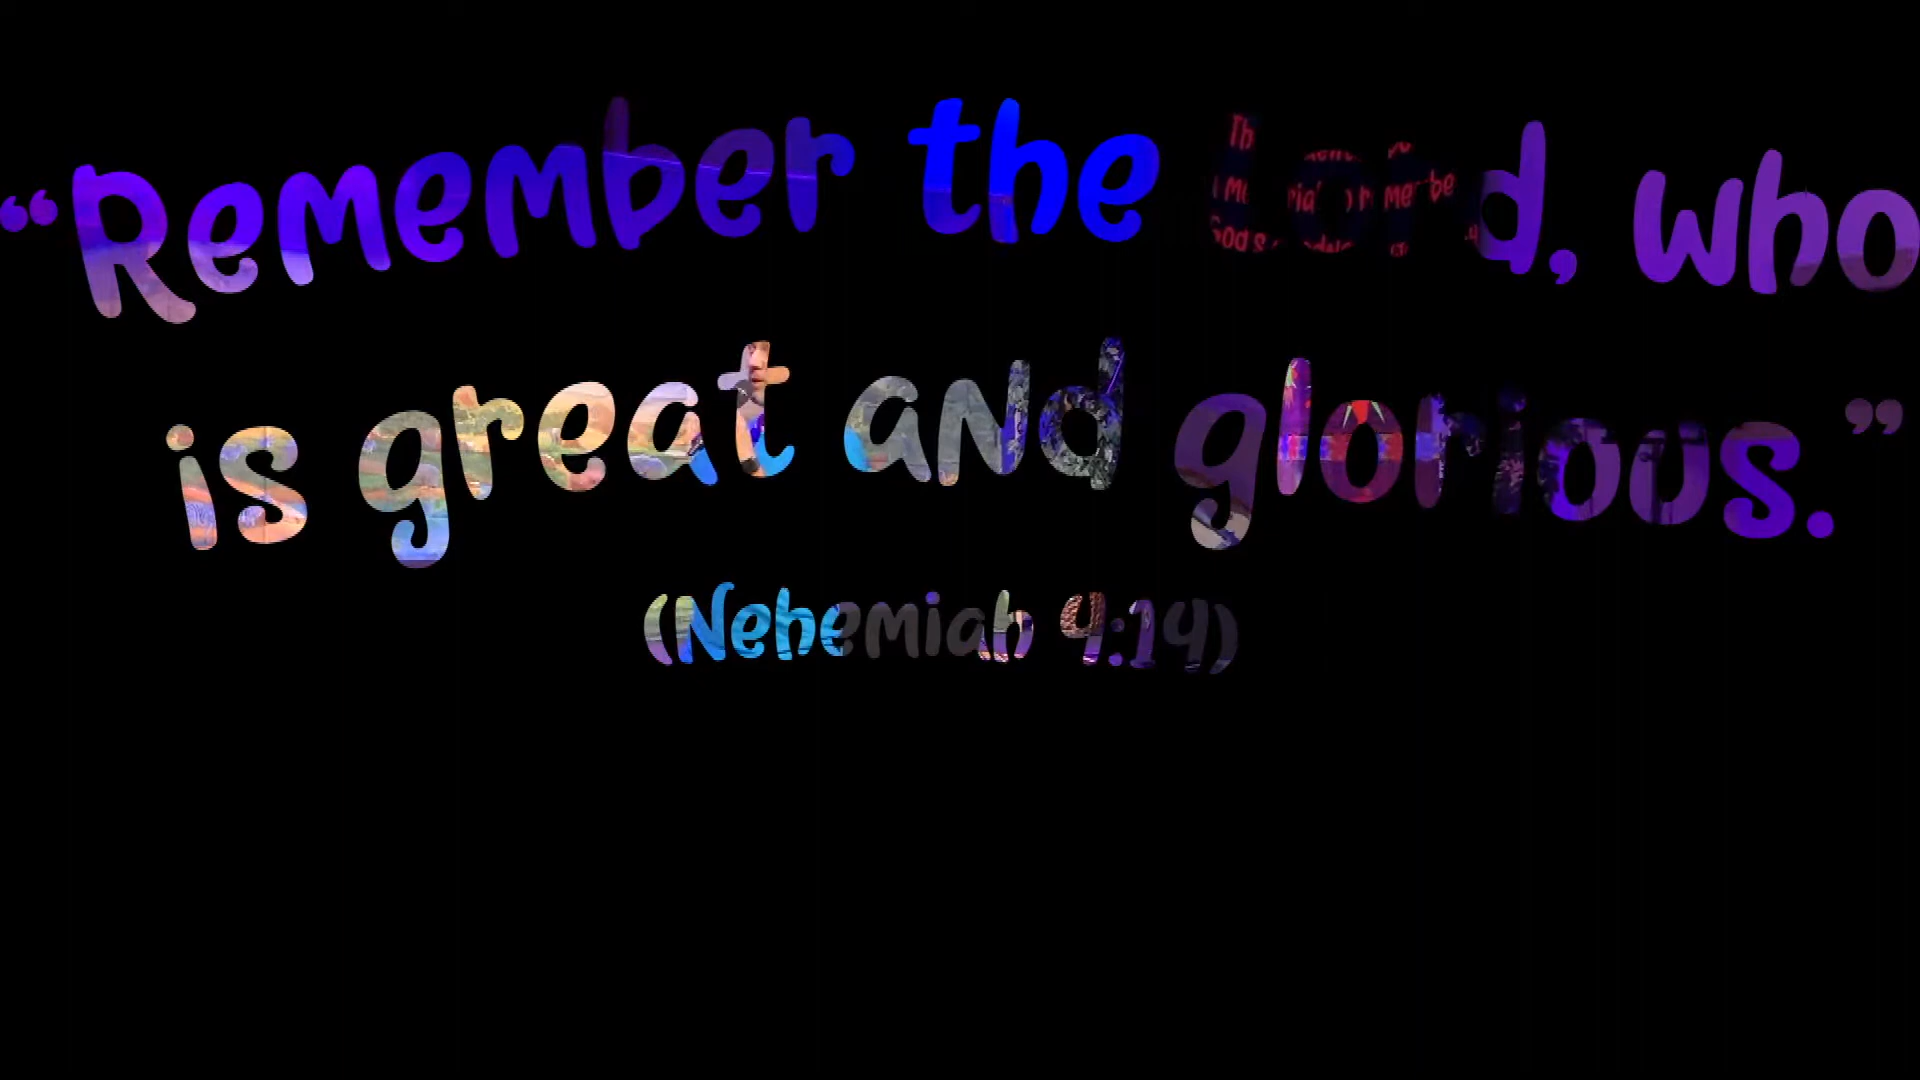 “Remember the Lord, who
is great and glorious.”
(Nehemiah 4:14)